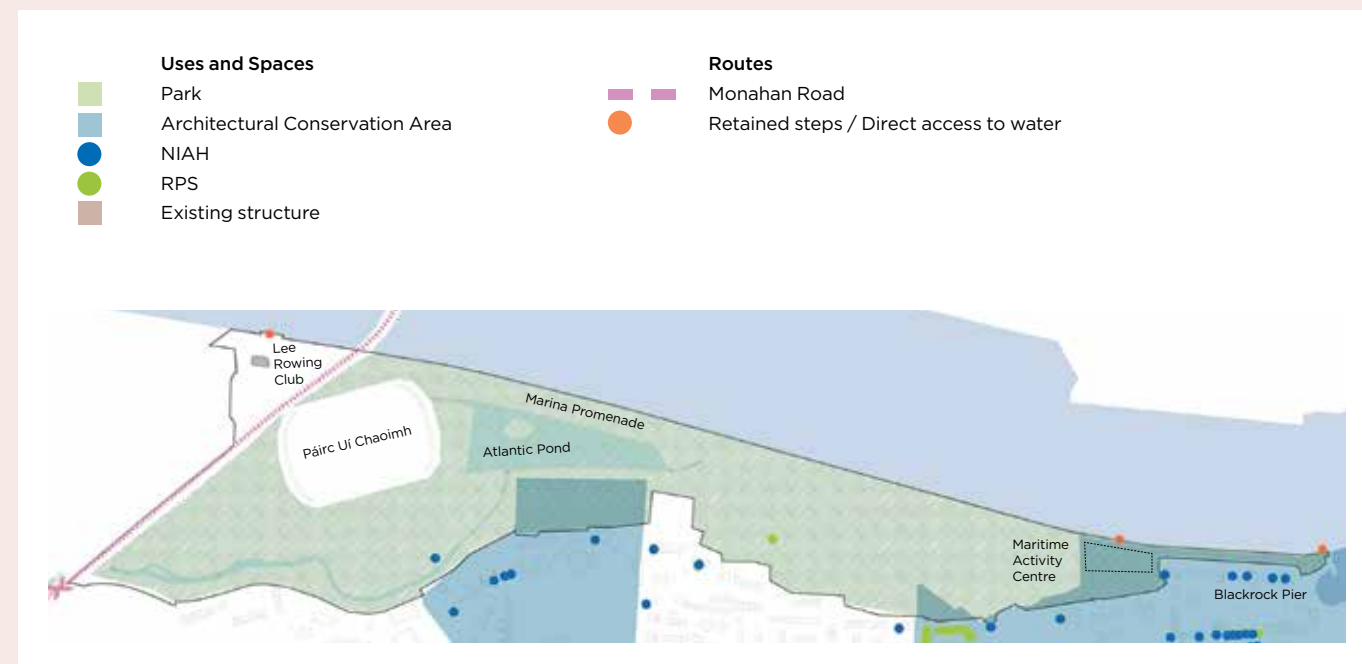 Uses and Spaces
Park
Architectural Conservation Area
NIAH
RPS
Existing structure
Routes
Monahan Road
Retained steps / Direct access to water
Lee
Rowing
Club
Páirc Uí Chaoimh
Marina Promenade
Atlantic Pond
Maritime
Activity
Centre
Blackrock Pier